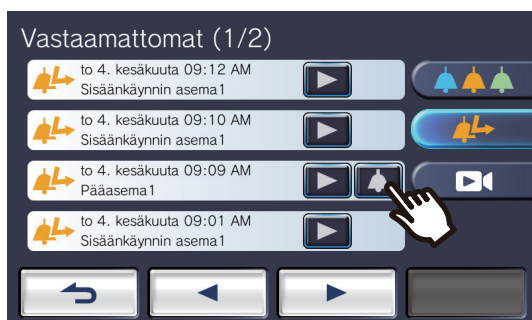 Vastaamattomat (1/2)
to 4. kesäkuuta 09:12 AM
Sisäänkäynnin asema1
to 4. kesäkuuta 09:10 AM
Sisäänkäynnin asema1
to 4. kesäkuuta 09:09 AM
Pääasema1
to 4. kesäkuuta 09:01 AM
Sisäänkäynnin asema1